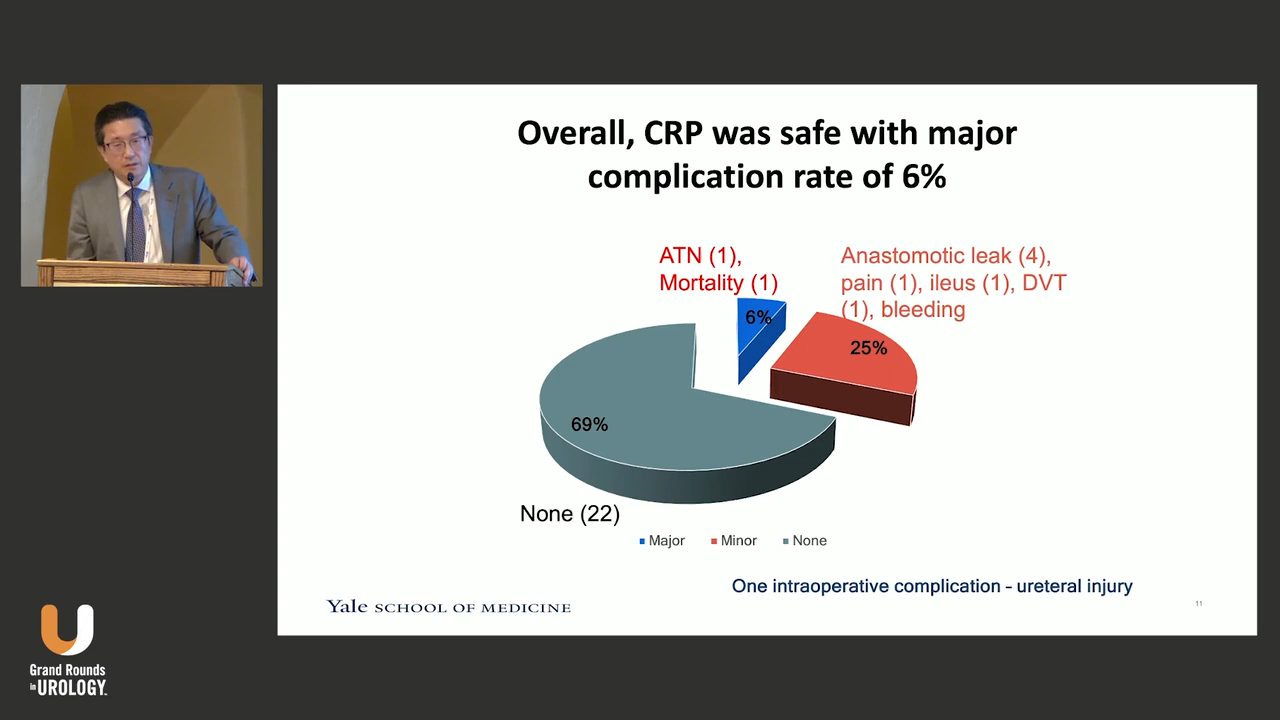 Overall, CRP was safe with major
complication rate of 6%
ATN (1),
Mortality (1)
Anastomotic leak (4),
pain (1), ileus (1), DVT
(1), bleeding
6%
25%
69%
None (22)
Major Minor None
One intraoperative complication - ureteral injury
Yale SCHOOL OF MEDICINE
11
Grand Rounds
in UROLOGY